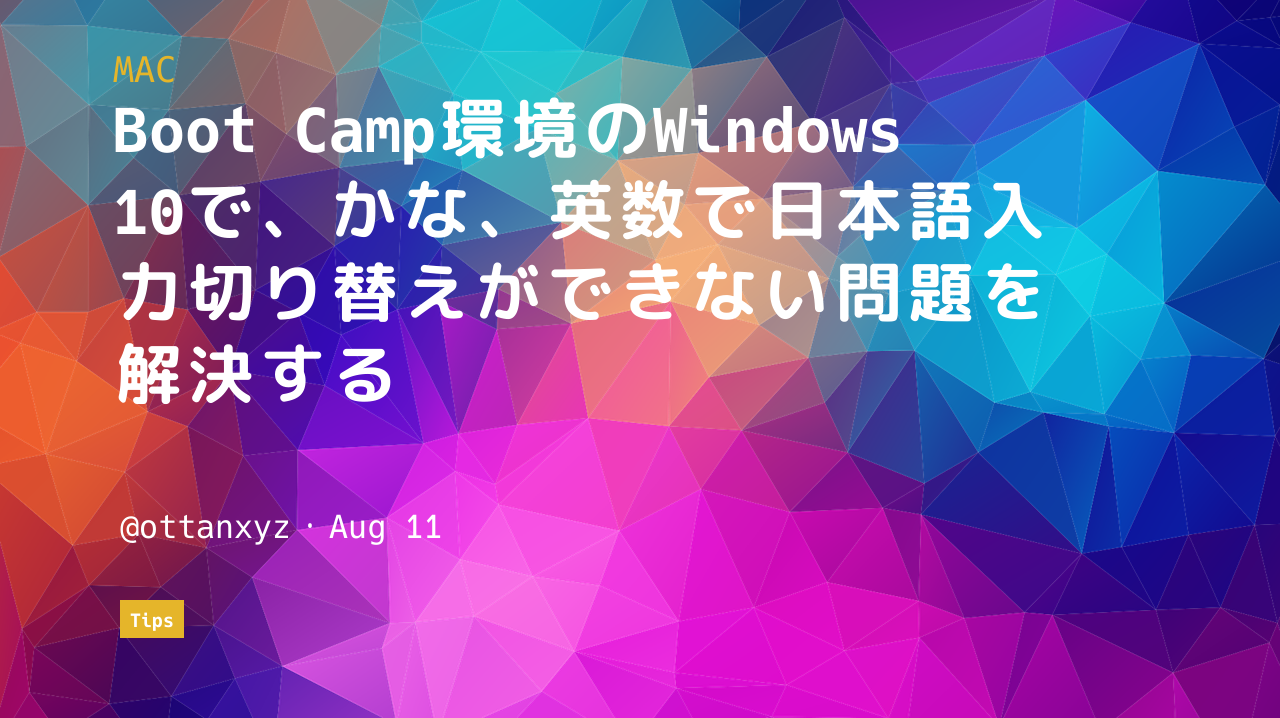 MAC
Boot Camp環境のWindows
10で、かな、英数で日本語入
力切り替えができない問題を
解決する
@ottanxyz · Aug 11
Tips